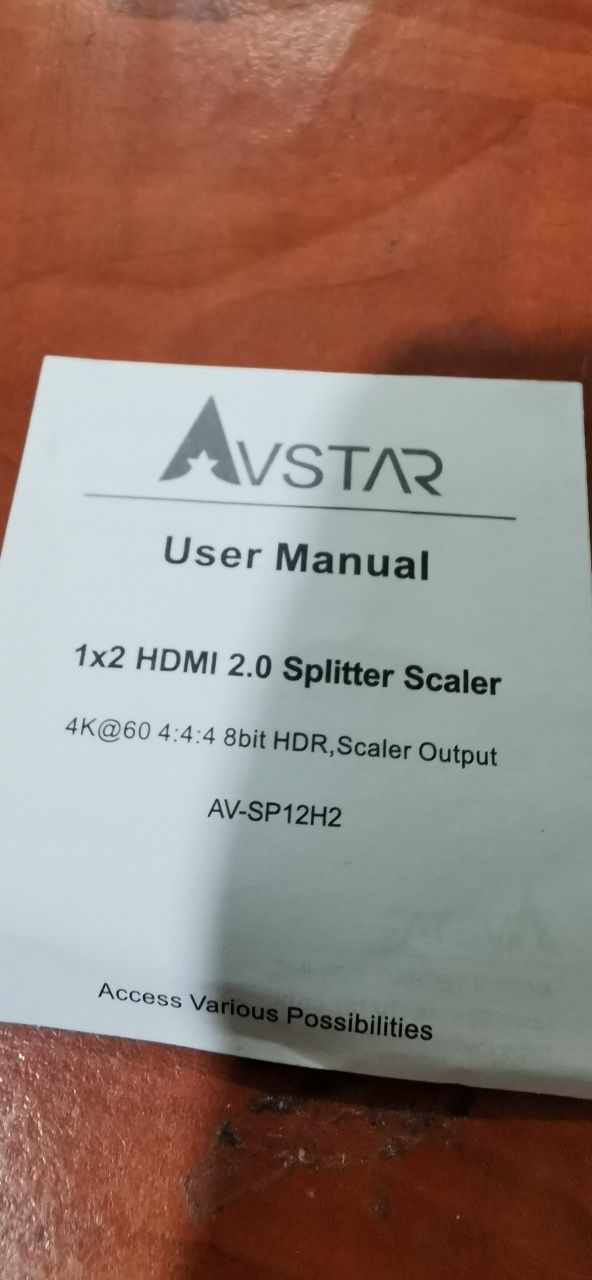 AVSTAR
User Manual
1x2 HDMI 2.0 Splitter Scaler
4K@60 4:4:4 8bit HDR,Scaler Output
AV-SP12H2
Access Various Possibilities